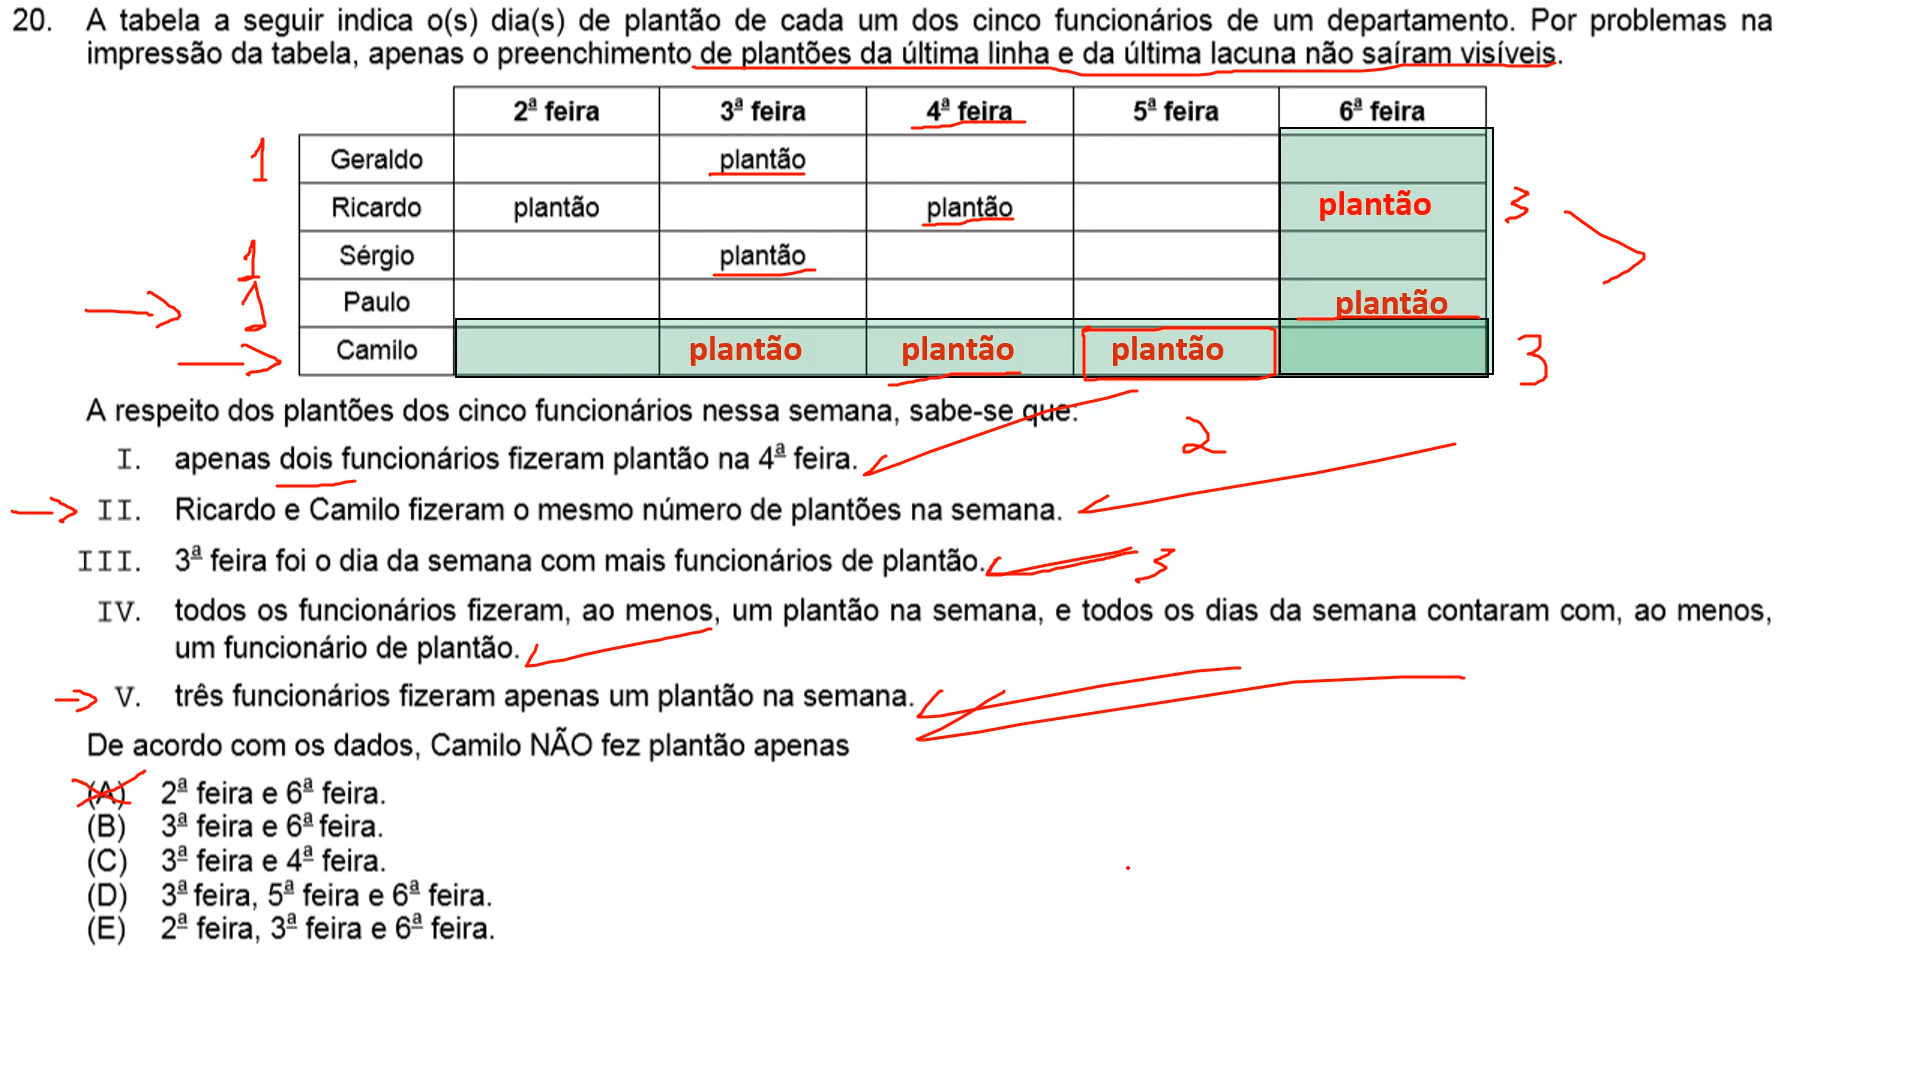 20. A tabela a seguir indica o(s) dia(s) de plantão de cada um dos cinco funcionários de um departamento. Por problemas na
impressão da tabela, apenas o preenchimento de plantões da última linha e da última lacuna não saíram visíveis.
2ª feira 3ª feira 4ª feira 5ª feira 6ª feira
1 Geraldo plantão
Ricardo plantão plantão plantão 3
1 Sérgio plantão
1 Paulo plantão
Camilo plantão plantão plantão 3
A respeito dos plantões dos cinco funcionários nessa semana, sabe-se que:
2
I. apenas dois funcionários fizeram plantão na 4ª feira.
II. Ricardo e Camilo fizeram o mesmo número de plantões na semana.
III. 3ª feira foi o dia da semana com mais funcionários de plantão. 3
IV. todos os funcionários fizeram, ao menos, um plantão na semana, e todos os dias da semana contaram com, ao menos,
um funcionário de plantão.
V. três funcionários fizeram apenas um plantão na semana.
De acordo com os dados, Camilo NÃO fez plantão apenas
(A) 2ª feira e 6ª feira.
(B) 3ª feira e 6ª feira.
(C) 3ª feira e 4ª feira.
(D) 3ª feira, 5ª feira e 6ª feira.
(E) 2ª feira, 3ª feira e 6ª feira.